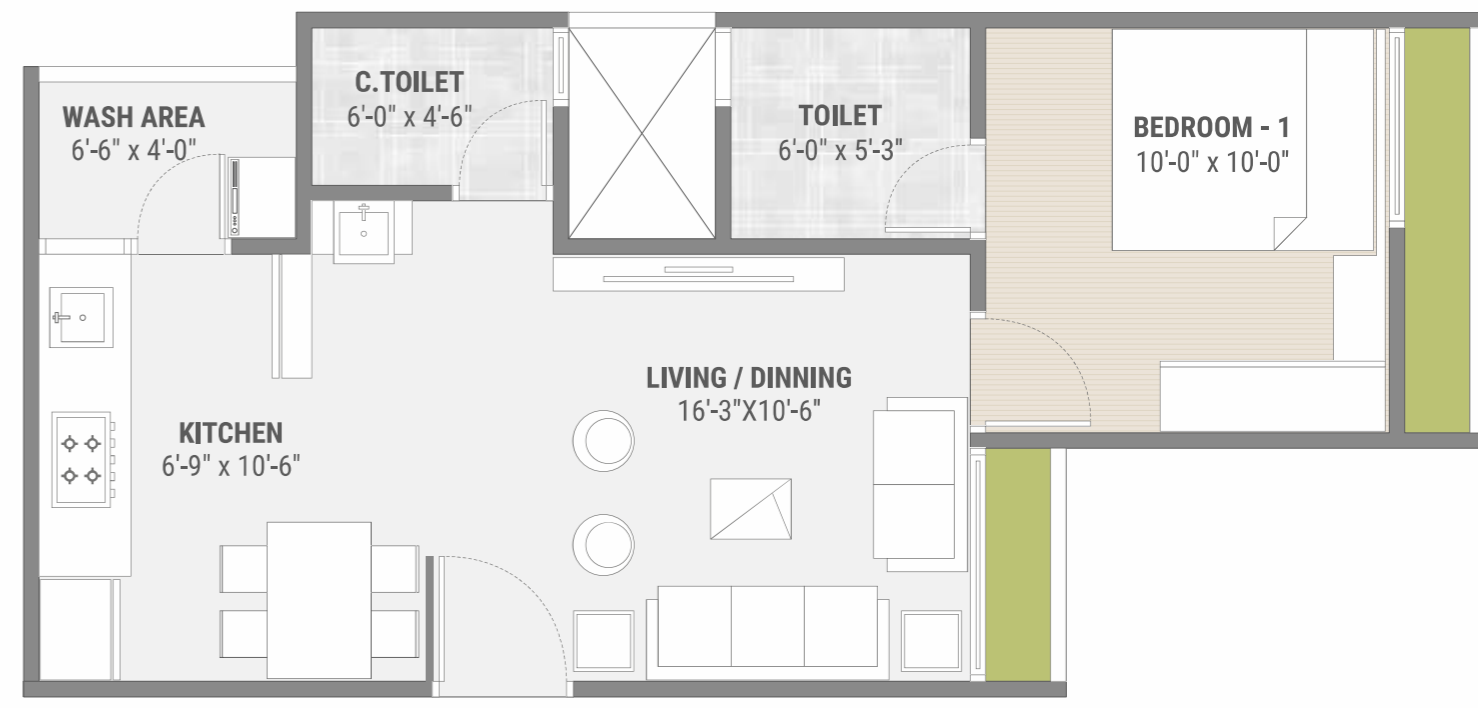 C.TOILET
6'-0" x 4'-6"
WASH AREA
6'-6" x 4'-0"
TOILET
6'-0" x 5'-3"
BEDROOM - 1
10'-0" x 10'-0"
LIVING / DINNING
16'-3"X10'-6"
KITCHEN
6'-9" x 10'-6"